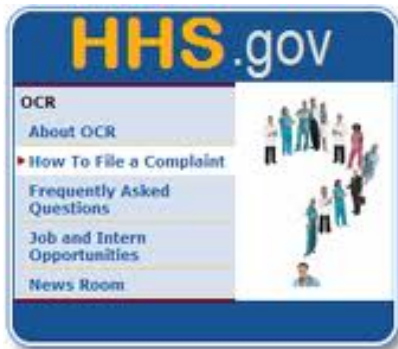 HHS.gov
OCR
About OCR
How To File a Complaint
Frequently Asked
Questions
Job and Intern
Opportunities
News Room